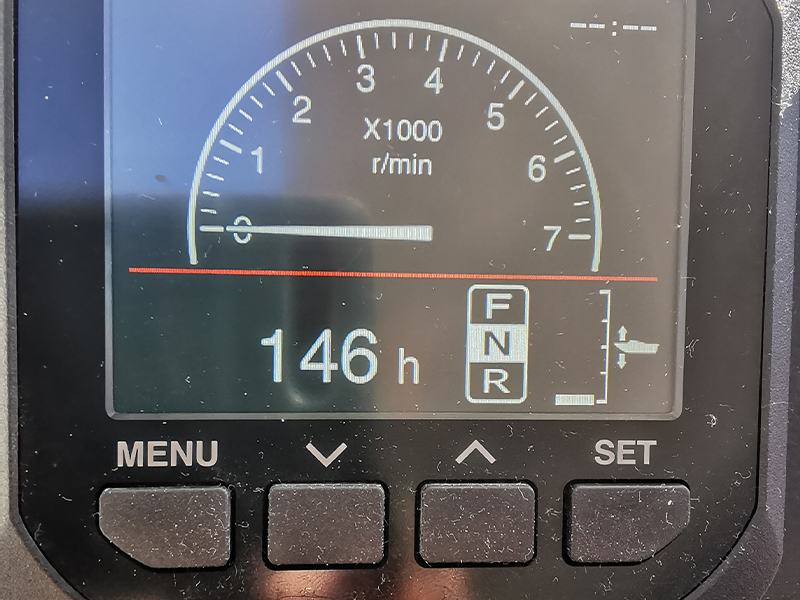 --:--
0 1 2 3 4 5 6 7
X1000
r/min
F
N
R
146 h
MENU SET